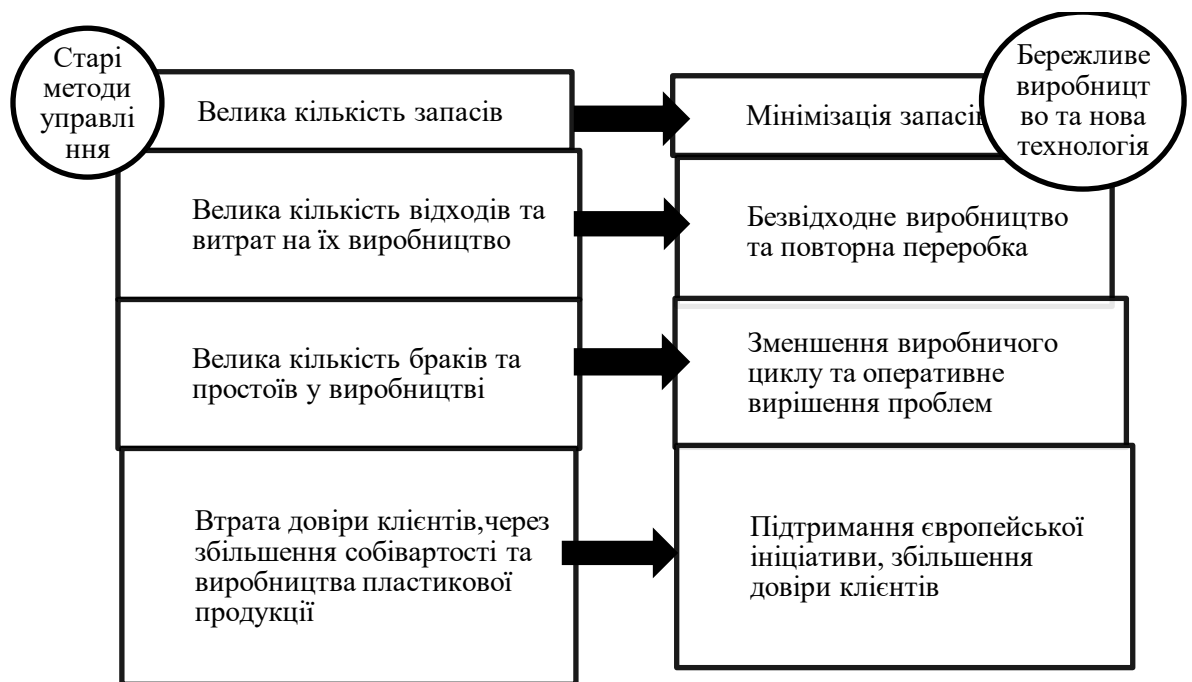 Старі
методи
управлі
ння
Бережливе
виробницт
во та нова
технологія
Велика кількість запасів
Мінімізація запасів
Велика кількість відходів та
витрат на їх виробництво
Безвідходне виробництво
та повторна переробка
Велика кількість браків та
простоїв у виробництві
Зменшення виробничого
циклу та оперативне
вирішення проблем
Втрата довіри клієнтів,через
збільшення собівартості та
виробництва пластикової
продукції
Підтримання європейської
ініціативи, збільшення
довіри клієнтів